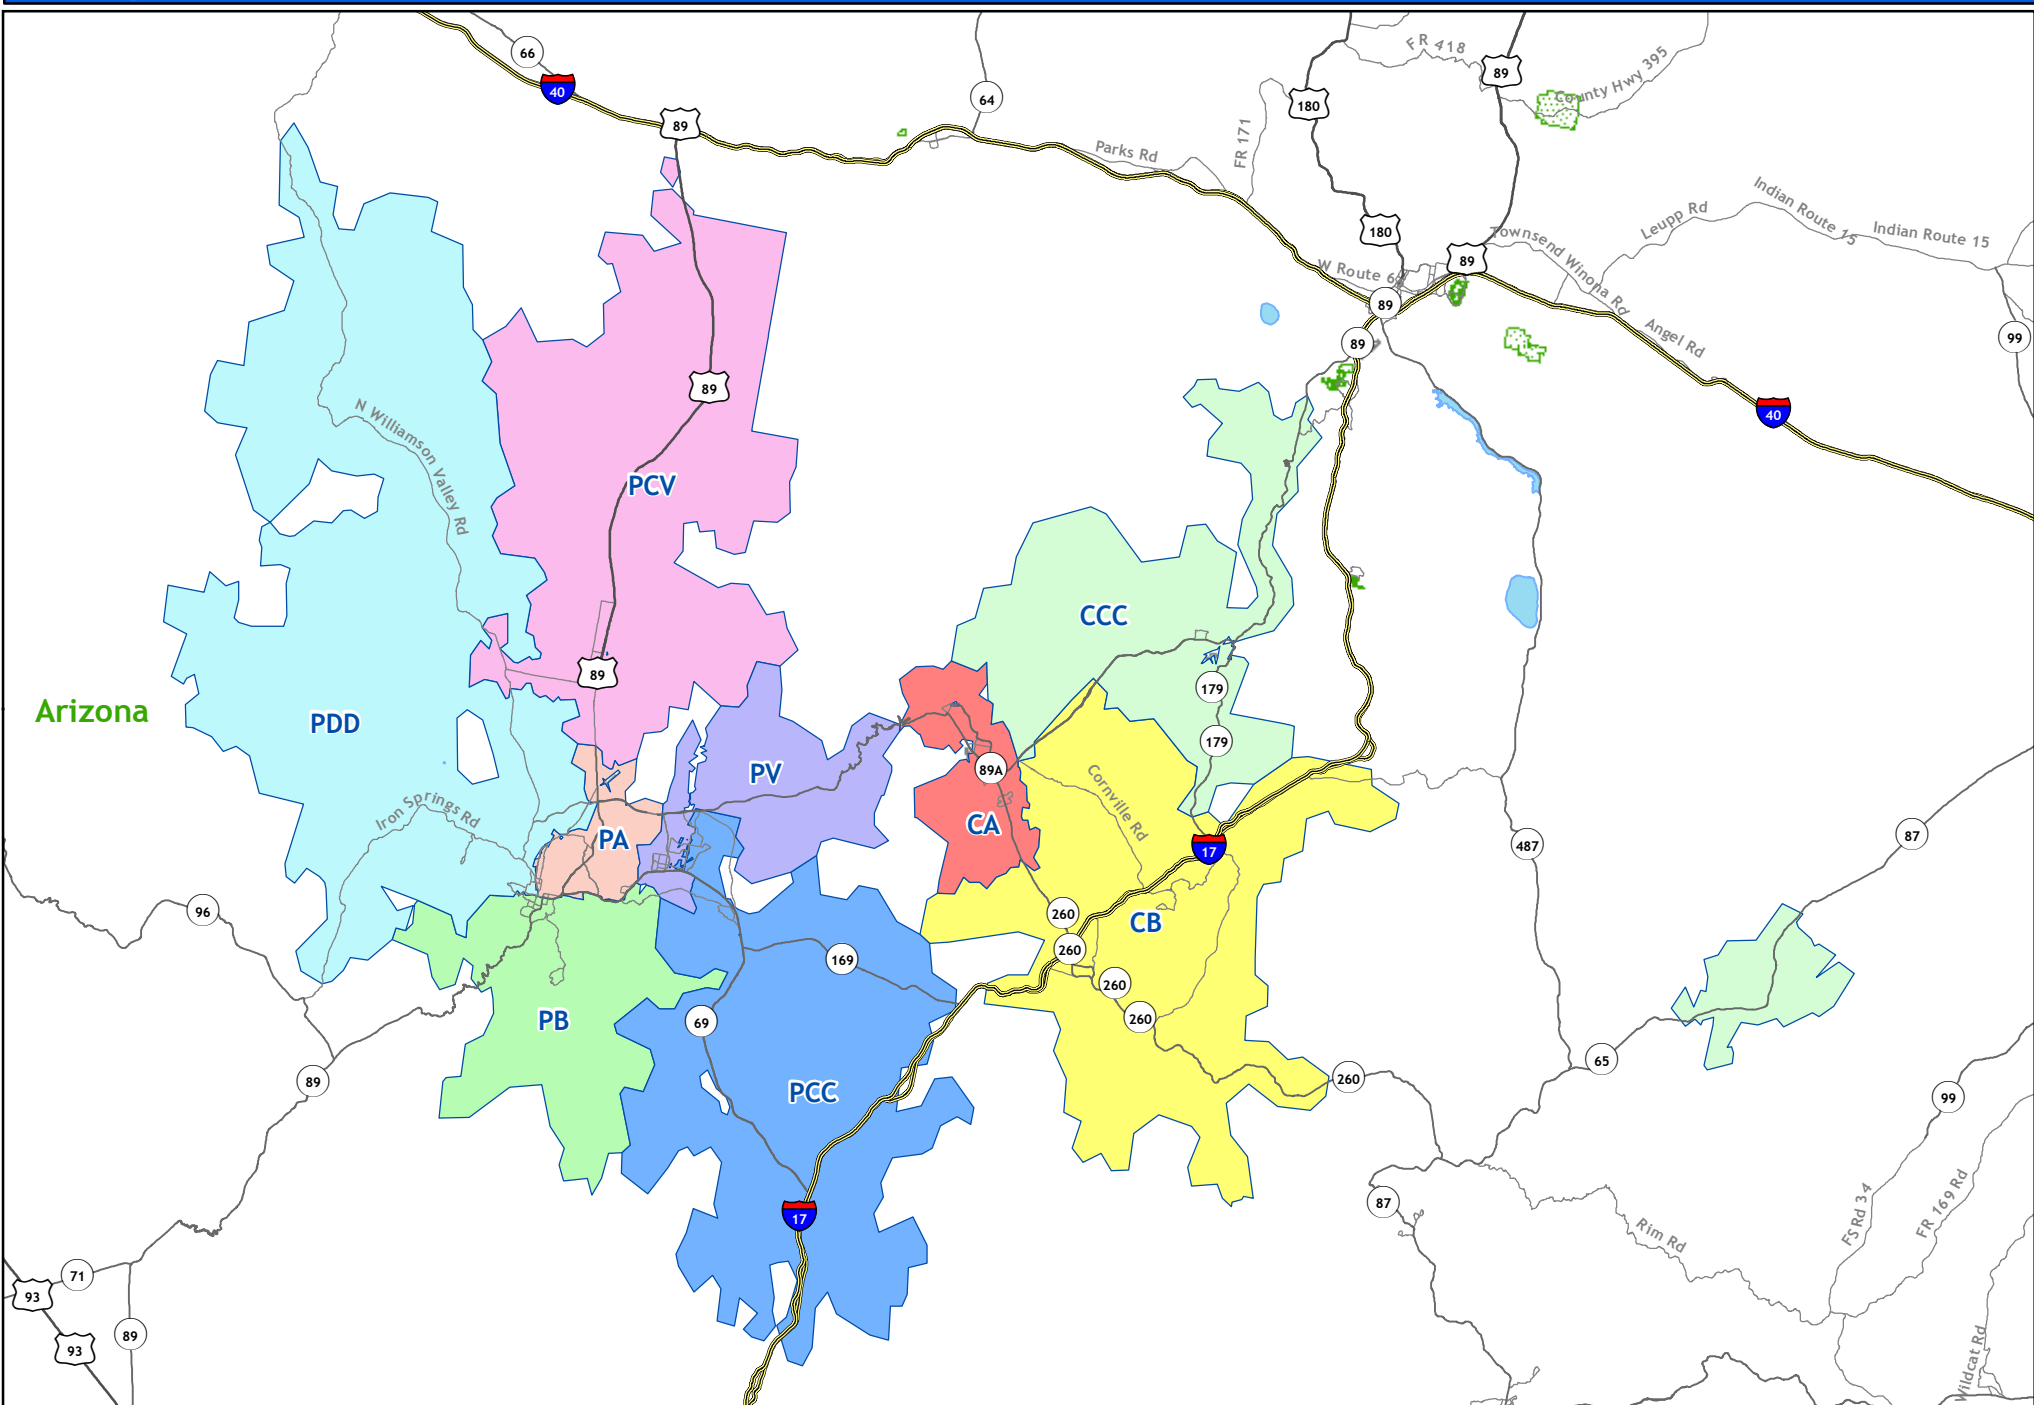 66
40
89
64
Parks Rd
FR 171
180
FR 418
89
County Hwy 395
180
89
W Route 6
Townsend Winona Rd
Leupp Rd
Indian Route 15
Indian Route 15
89
89
Angel Rd
99
40
89
N Williamson Valley Rd
PCV
CCC
89
179
Arizona
PDD
179
PV
89A
Cornville Rd
Iron Springs Rd
PA
CA
17
487
87
96
260
CB
260
169
260
260
PB
69
65
89
PCC
260
99
87
17
FS Rd 34
FR 169 Rd
Rim Rd
71
93
89
93
Wildcat Rd